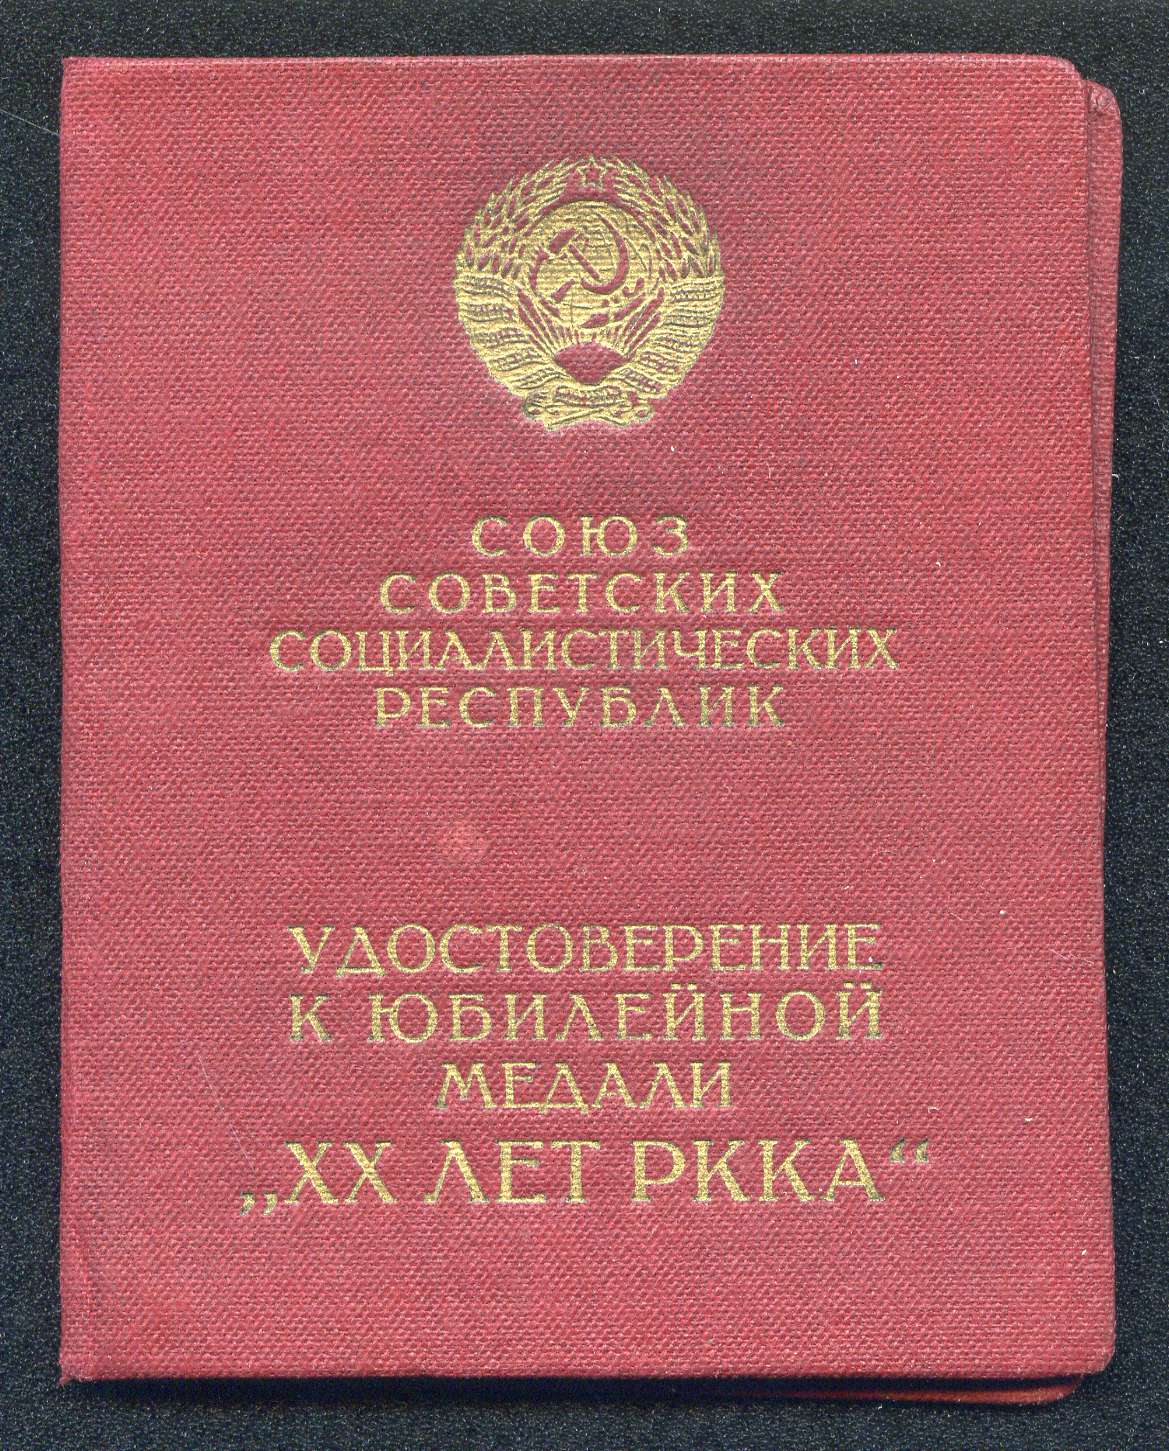 СОЮЗ
СОВЕТСКИХ
СОЦИАЛИСТИЧЕСКИХ
РЕСПУБЛИК
УДОСТОВЕРЕНИЕ
К ЮБИЛЕЙНОЙ
МЕДАЛИ
„XX ЛЕТ РККА“